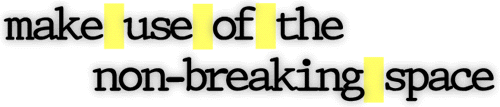 make use of the
non-breaking space